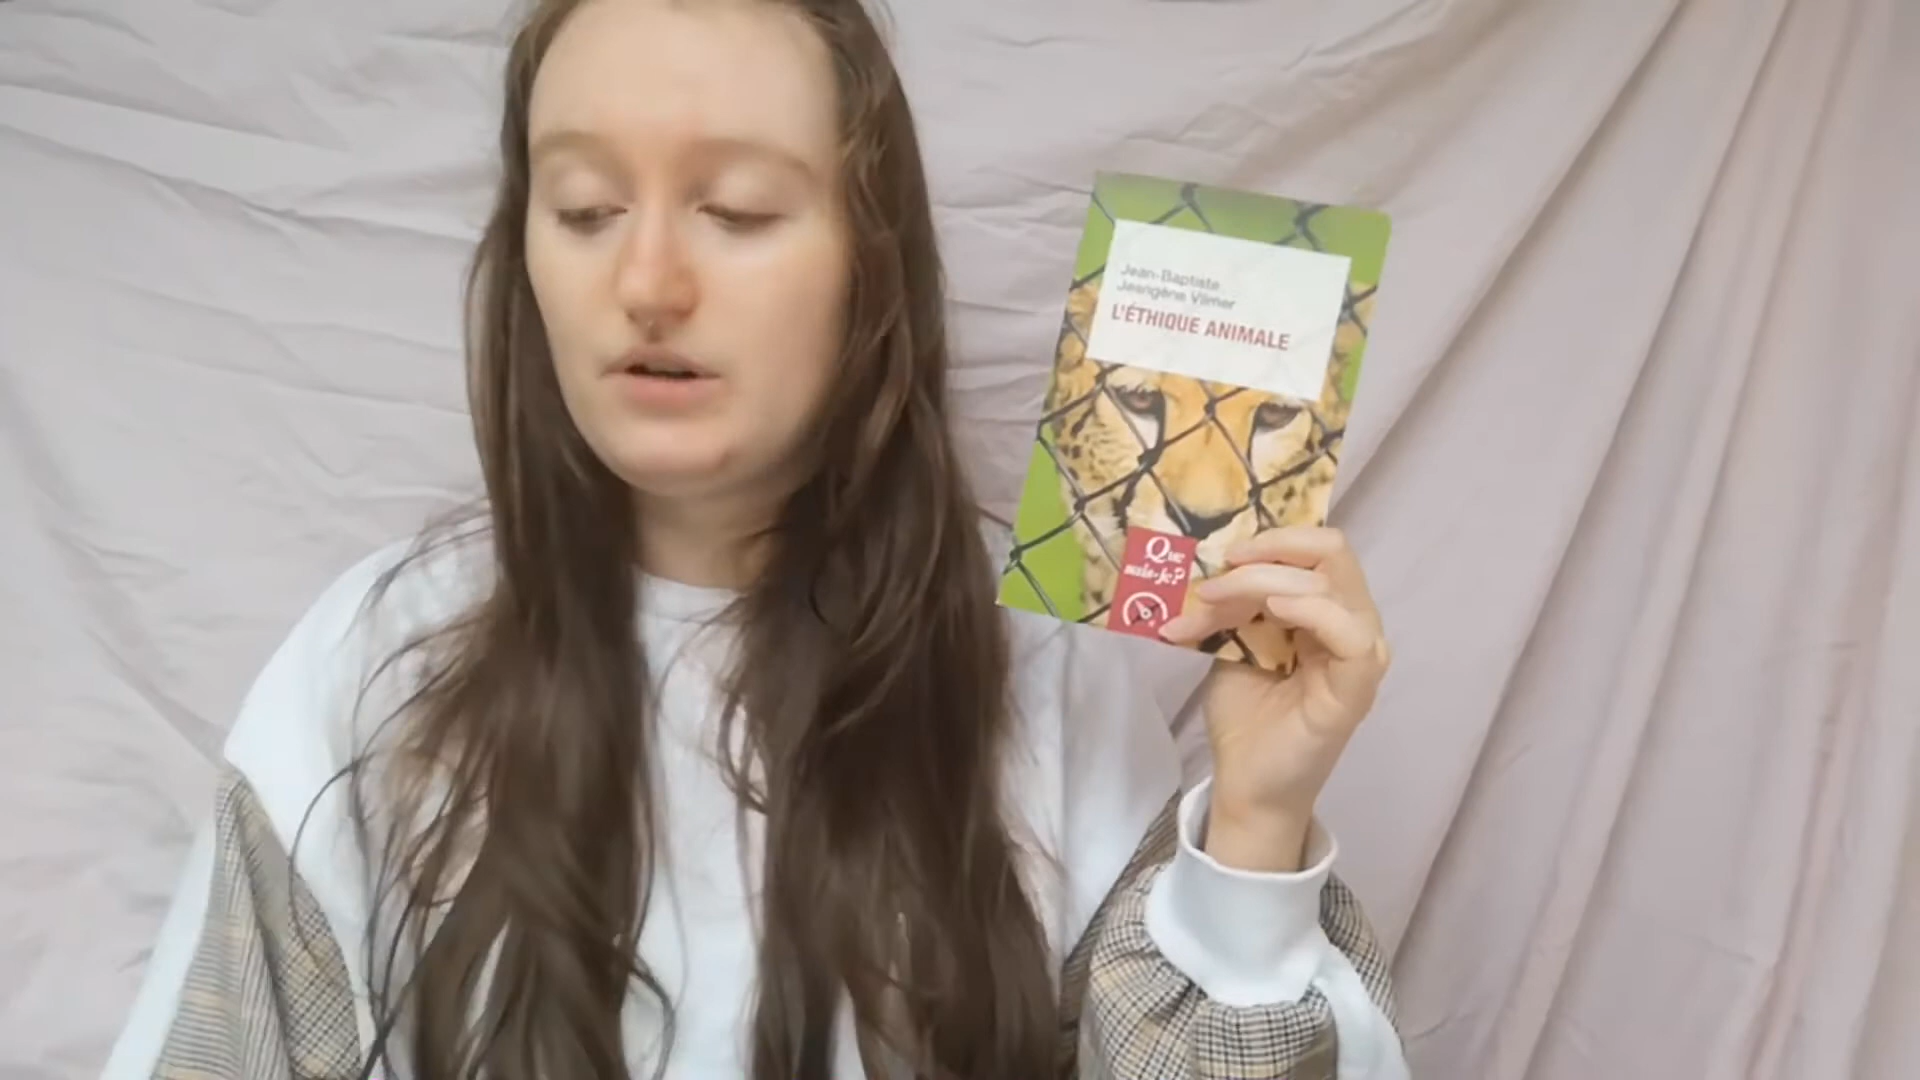 Jean-Baptiste
Jeangène Vilmer
L'ÉTHIQUE ANIMALE
Que
sais-je?